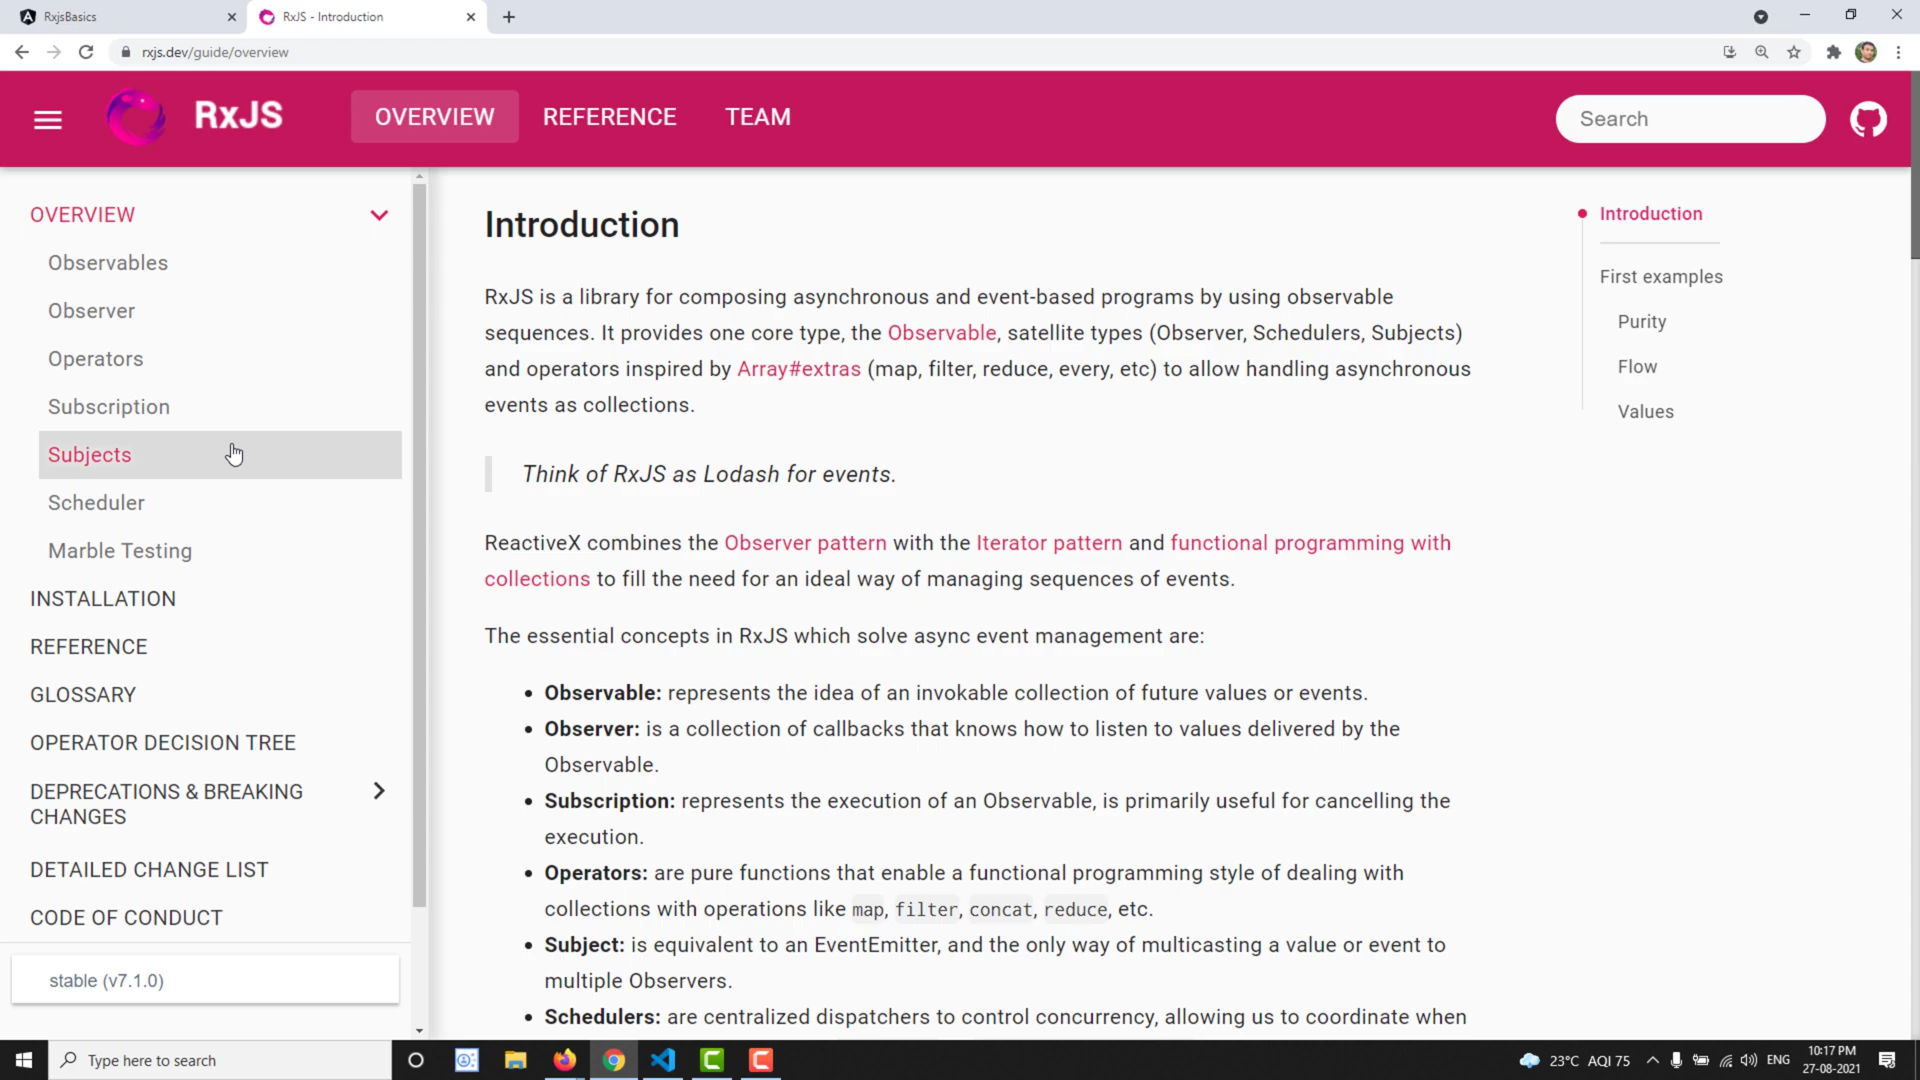 RxjsBasics
RxJS - Introduction
rxjs.dev/guide/overview
RxJS
OVERVIEW
REFERENCE
TEAM
Search
OVERVIEW
Observables
Observer
Operators
Subscription
Subjects
Scheduler
Marble Testing
INSTALLATION
REFERENCE
GLOSSARY
OPERATOR DECISION TREE
DEPRECATIONS & BREAKING
CHANGES
DETAILED CHANGE LIST
CODE OF CONDUCT
stable (v7.1.0)
Introduction
RxJS is a library for composing asynchronous and event-based programs by using observable
sequences. It provides one core type, the Observable, satellite types (Observer, Schedulers, Subjects)
and operators inspired by Array#extras (map, filter, reduce, every, etc) to allow handling asynchronous
events as collections.
Think of RxJS as Lodash for events.
ReactiveX combines the Observer pattern with the Iterator pattern and functional programming with
collections to fill the need for an ideal way of managing sequences of events.
The essential concepts in RxJS which solve async event management are:
• Observable: represents the idea of an invokable collection of future values or events.
• Observer: is a collection of callbacks that knows how to listen to values delivered by the
Observable.
• Subscription: represents the execution of an Observable, is primarily useful for cancelling the
execution.
• Operators: are pure functions that enable a functional programming style of dealing with
collections with operations like map, filter, concat, reduce, etc.
• Subject: is equivalent to an EventEmitter, and the only way of multicasting a value or event to
multiple Observers.
• Schedulers: are centralized dispatchers to control concurrency, allowing us to coordinate when
Introduction
First examples
Purity
Flow
Values
Type here to search
23°C AQI 75
ENG
10:17 PM
27-08-2021